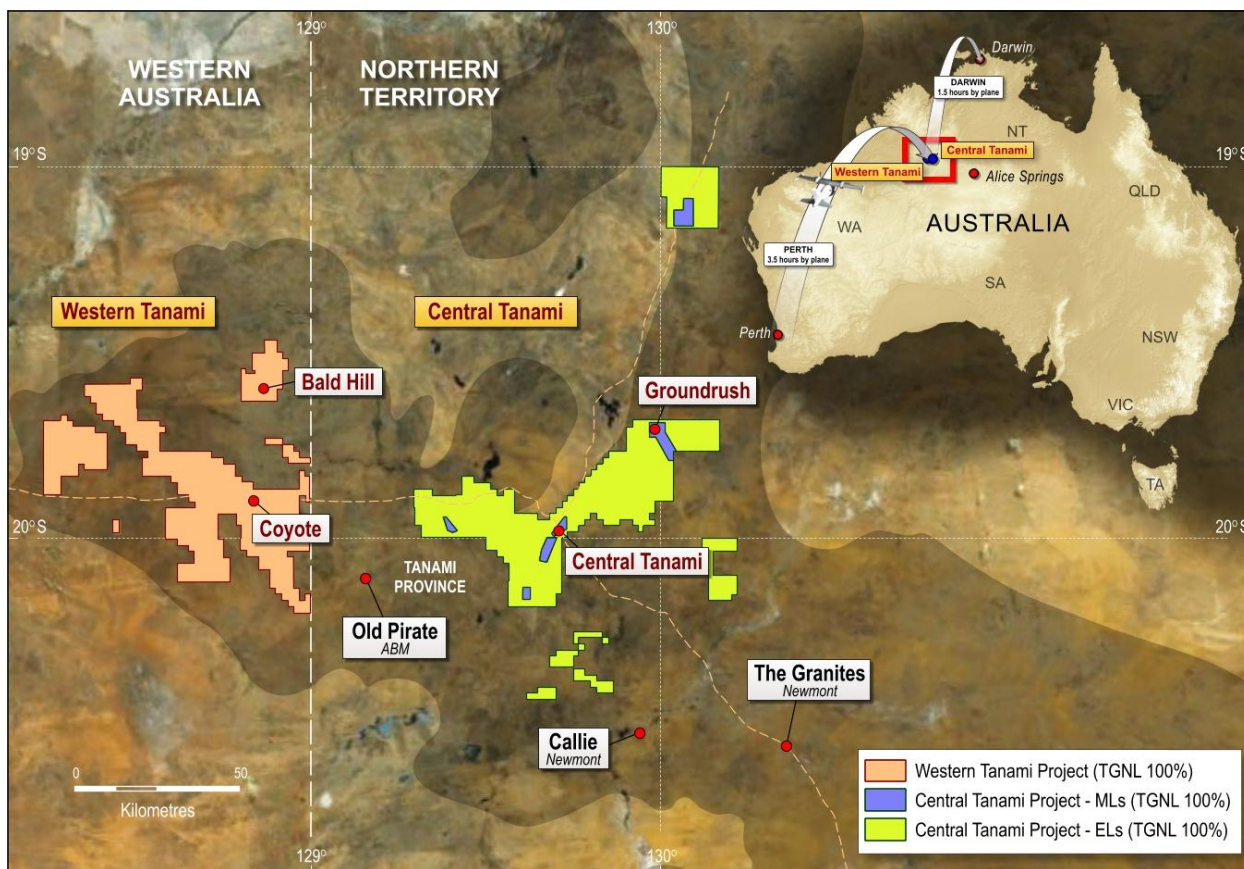 129°
130°
WESTERN
AUSTRALIA
NORTHERN
TERRITORY
19°S
19°S
Darwin
DARWIN
1.5 hours by plane
NT
Central Tanami
Western Tanami
Alice Springs
QLD
WA
AUSTRALIA
PERTH
3.5 hours by plane
SA
Perth
NSW
VIC
TA
Western Tanami
Central Tanami
Bald Hill
Groundrush
Coyote
20°S
20°S
Central Tanami
TANAMI
PROVINCE
Old Pirate
ABM
The Granites
Newmont
Callie
Newmont
0
50
Kilometres
Western Tanami Project (TGNL 100%)
Central Tanami Project - MLs (TGNL 100%)
Central Tanami Project - ELs (TGNL 100%)
129°
130°